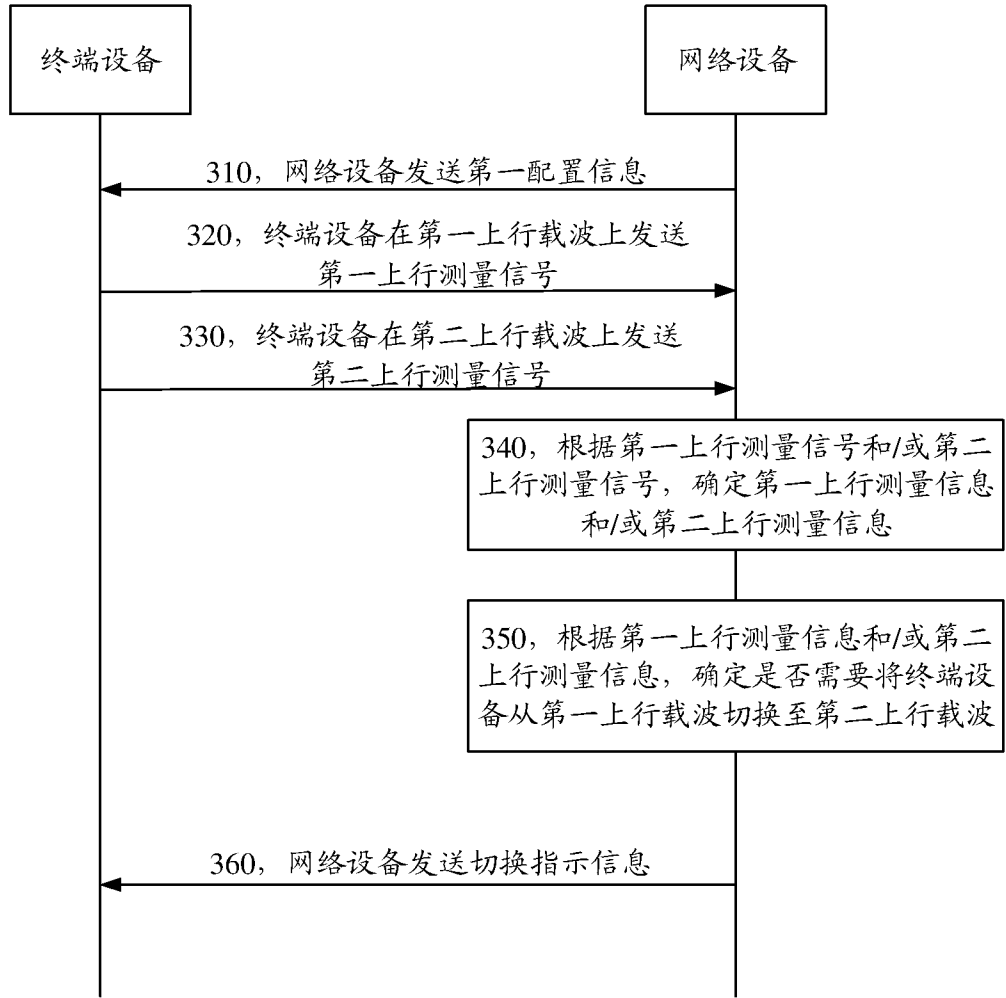 终端设备
网络设备
310，网络设备发送第一配置信息
320，终端设备在第一上行载波上发送
第一上行测量信号
330，终端设备在第二上行载波上发送
第二上行测量信号
340，根据第一上行测量信号和/或第二
上行测量信号，确定第一上行测量信息
和/或第二上行测量信息
350，根据第一上行测量信息和/或第二
上行测量信息，确定是否需要将终端设
备从第一上行载波切换至第二上行载波
360，网络设备发送切换指示信息